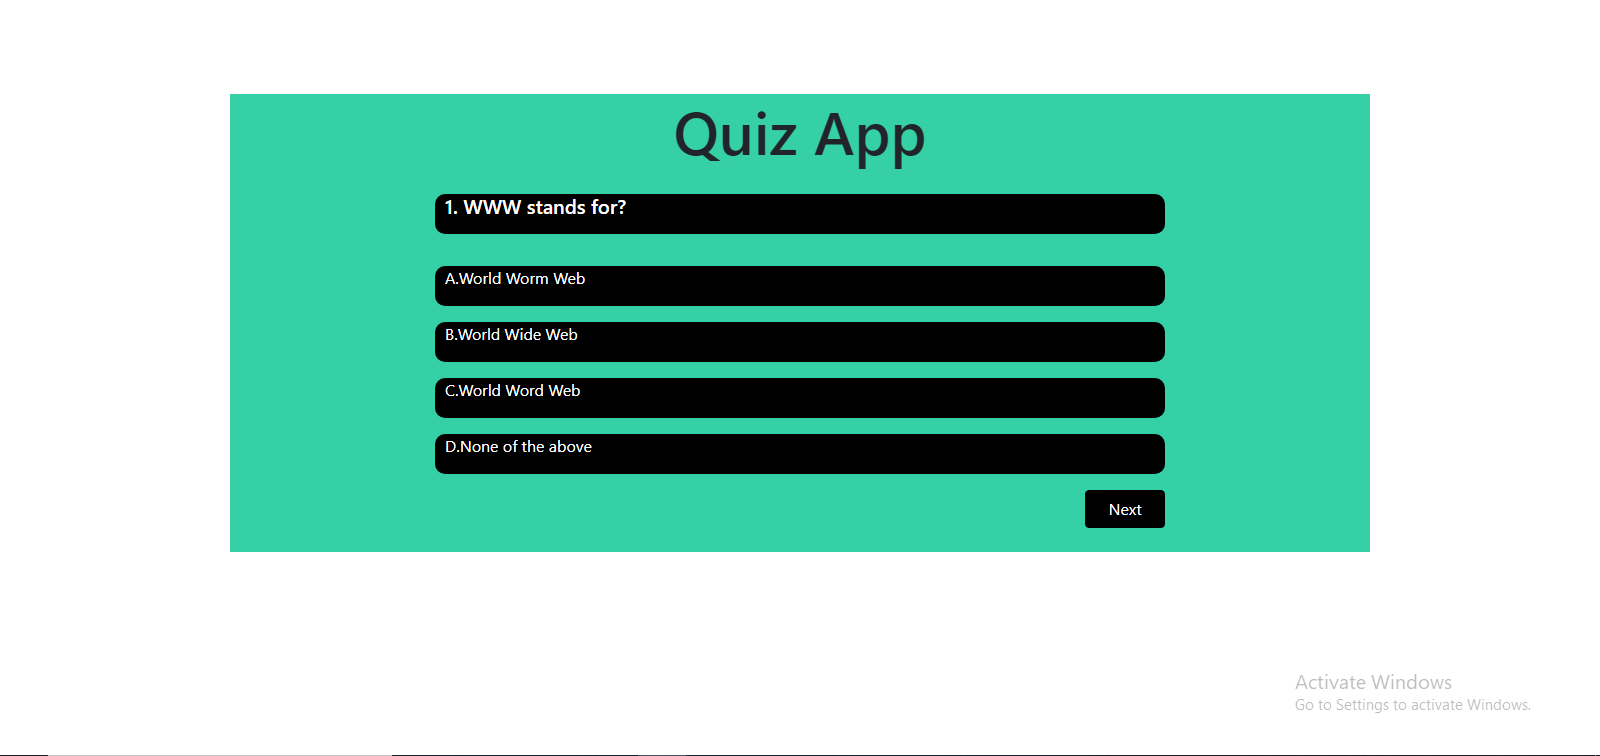 Quiz App
1. WWW stands for?
A.World Worm Web
B.World Wide Web
C.World Word Web
D.None of the above
Next
Activate Windows
Go to Settings to activate Windows.